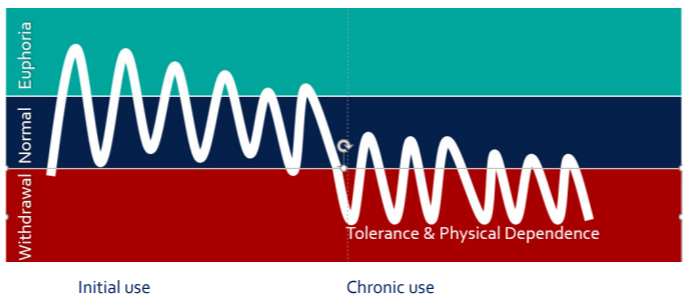 Euphoria
Normal
Withdrawal
Tolerance & Physical Dependence
Initial use
Chronic use